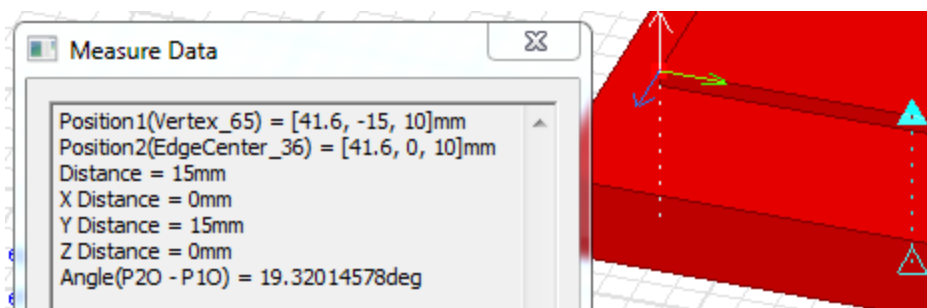 Measure Data
Position1(Vertex_65) = [41.6, -15, 10]mm
Position2(EdgeCenter_36) = [41.6, 0, 10]mm
Distance = 15mm
X Distance = 0mm
Y Distance = 15mm
Z Distance = 0mm
Angle(P2O - P1O) = 19.32014578deg